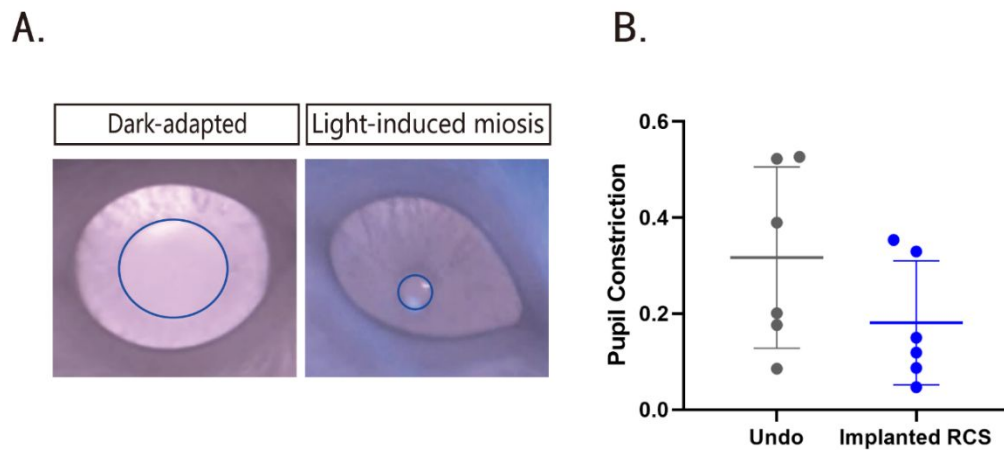 A.
B.
Dark-adapted
Light-induced miosis
Pupil Constriction
0.6
0.4
0.2
0.0
Undo
Implanted RCS